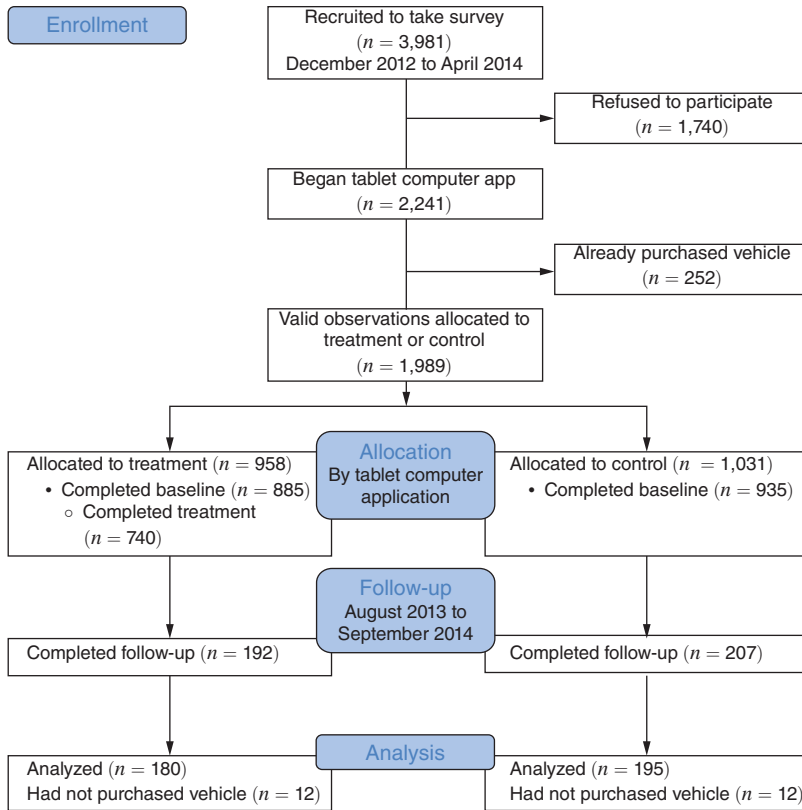 Enrollment
Recruited to take survey
(n = 3,981)
December 2012 to April 2014
Refused to participate
(n = 1,740)
Began tablet computer app
(n = 2,241)
Already purchased vehicle
(n = 252)
Valid observations allocated to
treatment or control
(n = 1,989)
Allocated to treatment (n = 958)
• Completed baseline (n = 885)
○ Completed treatment
(n = 740)
Allocation
By tablet computer
application
Allocated to control (n = 1,031)
• Completed baseline (n = 935)
Follow-up
August 2013 to
September 2014
Completed follow-up (n = 192)
Completed follow-up (n = 207)
Analysis
Analyzed (n = 180)
Had not purchased vehicle (n = 12)
Analyzed (n = 195)
Had not purchased vehicle (n = 12)